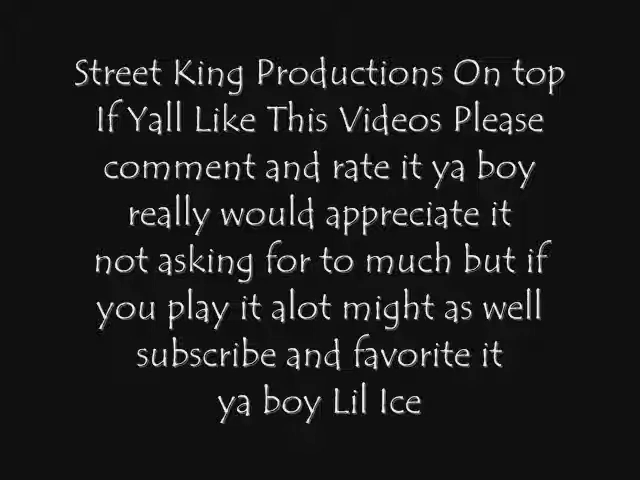 Street King Productions On top
If Yall Like This Videos Please
comment and rate it ya boy
really would appreciate it
not asking for to much but if
you play it alot might as well
subscribe and favorite it
ya boy Lil Ice